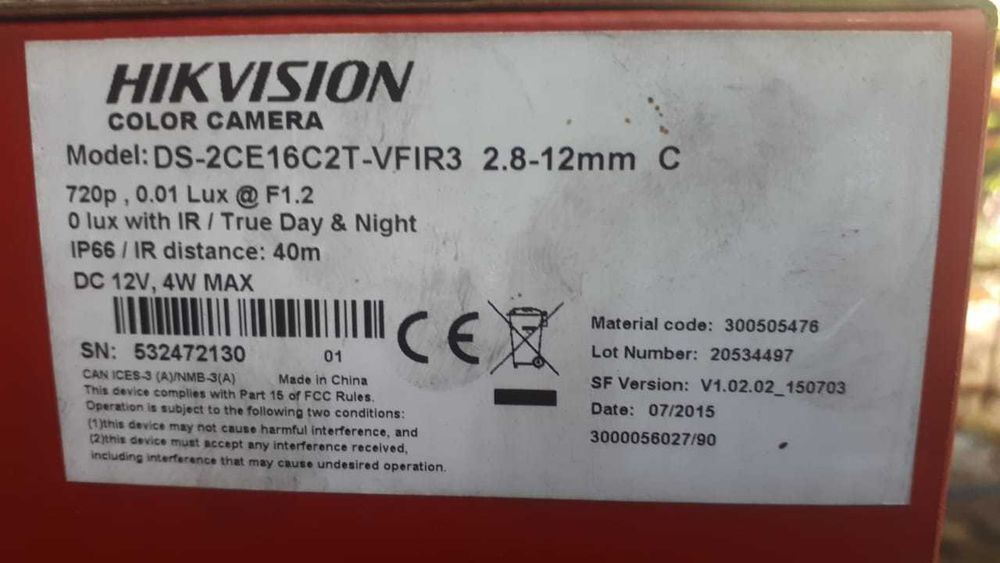 HIKVISION
COLOR CAMERA
Model: DS-2CE16C2T-VFIR3 2.8-12mm C
720p , 0.01 Lux @ F1.2
0 lux with IR / True Day & Night
IP66 / IR distance: 40m
DC 12V, 4W MAX
CE
SN: 532472130 01
CAN ICES-3 (A)/NMB-3(A) Made in China
This device complies with Part 15 of FCC Rules.
Operation is subject to the following two conditions:
(1)this device may not cause harmful interference, and
(2)this device must accept any interference received,
including interference that may cause undesired operation.
Material code: 300505476
Lot Number: 20534497
SF Version: V1.02.02_150703
Date: 07/2015
3000056027/90